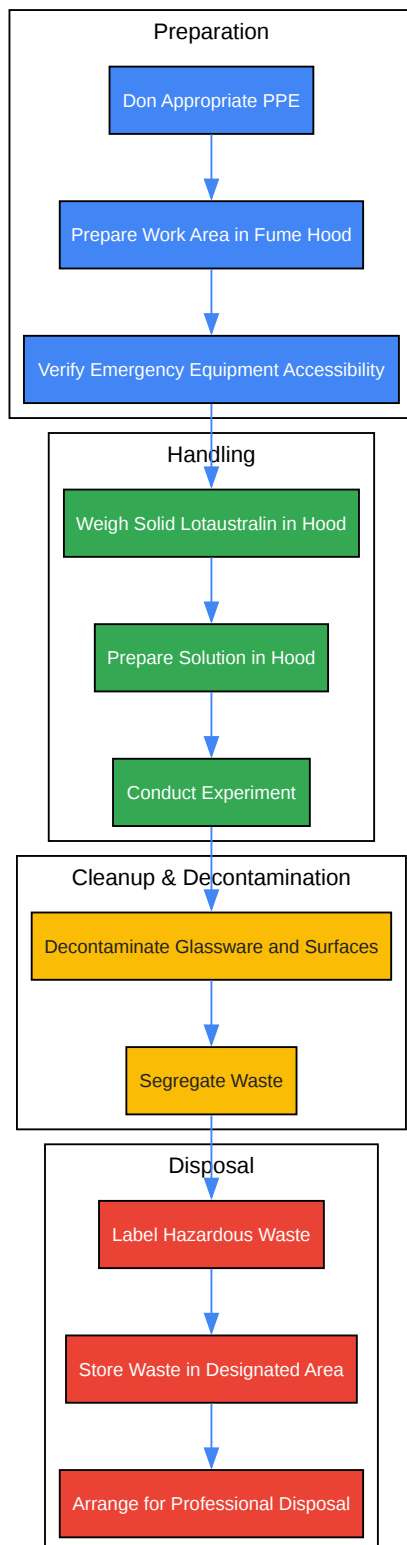 Preparation
Don Appropriate PPE
Prepare Work Area in Fume Hood
Verify Emergency Equipment Accessibility
Handling
Weigh Solid Lotaustralin in Hood
Prepare Solution in Hood
Conduct Experiment
Cleanup & Decontamination
Decontaminate Glassware and Surfaces
Segregate Waste
Disposal
Label Hazardous Waste
Store Waste in Designated Area
Arrange for Professional Disposal